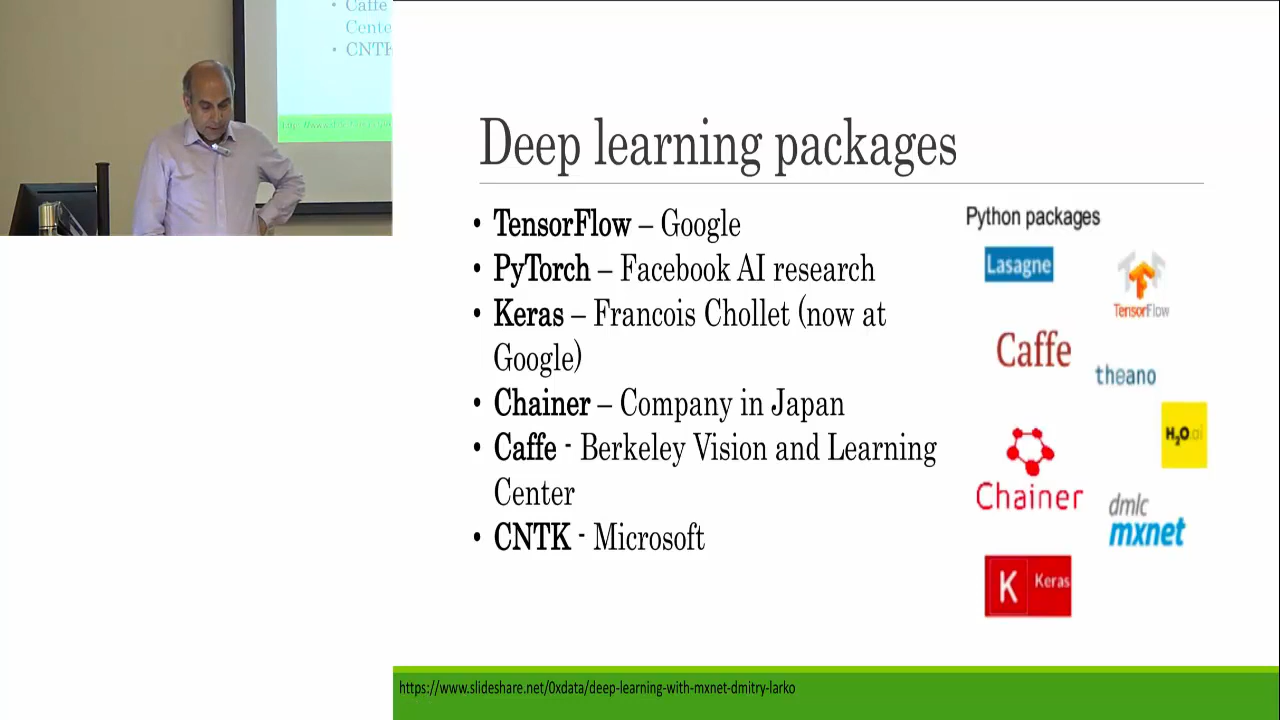 • Caffe
Cente
• CNTK
Deep learning packages
• TensorFlow – Google
• PyTorch – Facebook AI research
• Keras – Francois Chollet (now at
Google)
• Chainer – Company in Japan
• Caffe - Berkeley Vision and Learning
Center
• CNTK - Microsoft
Python packages
Lasagne
TensorFlow
Caffe
theano
H2O.ai
Chainer
dmlc
mxnet
K Keras
https://www.slideshare.net/0xdata/deep-learning-with-mxnet-dmitry-larko